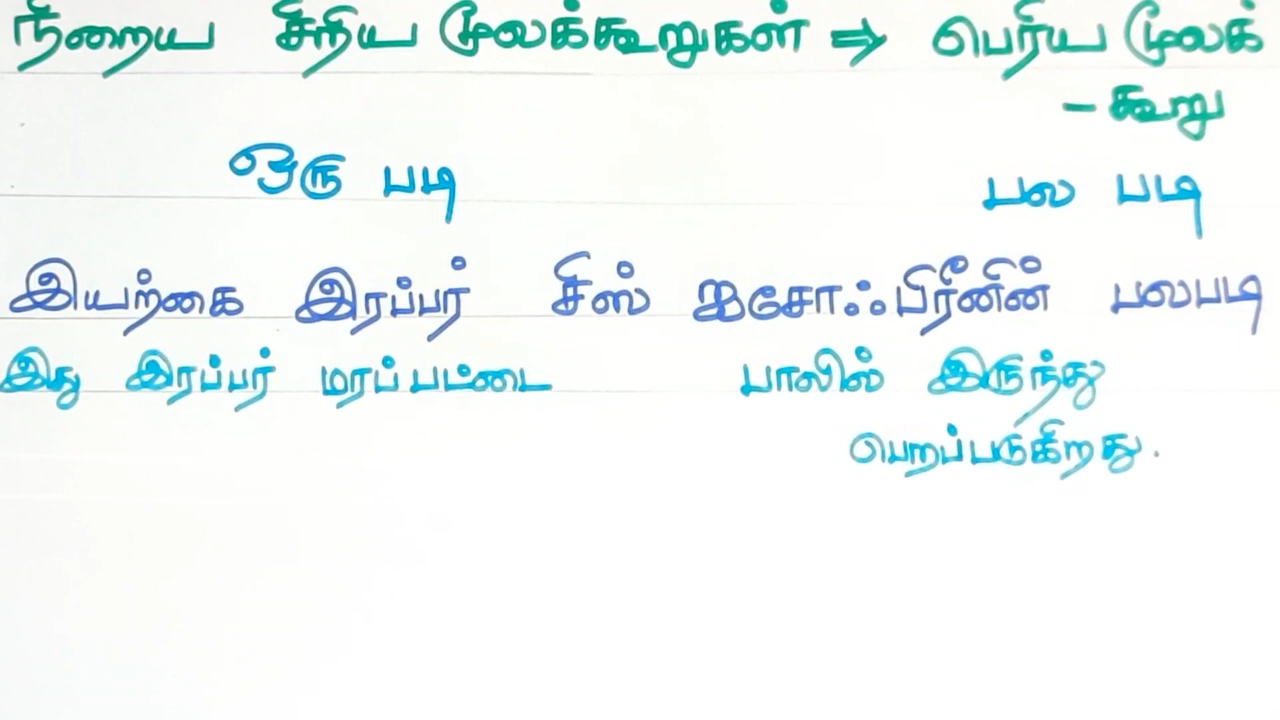 நிறைய சிறிய மூலக்கூறுகள் ⇒ பெரிய மூலக்
- கூறு
ஒரு படி பல படி
இயற்கை இரப்பர் சிஸ் ஐசோஃபிரீனின் பலபடி
இது இரப்பர் மரப்பட்டை பாலில் இருந்து
பெறப்படுகிறது.